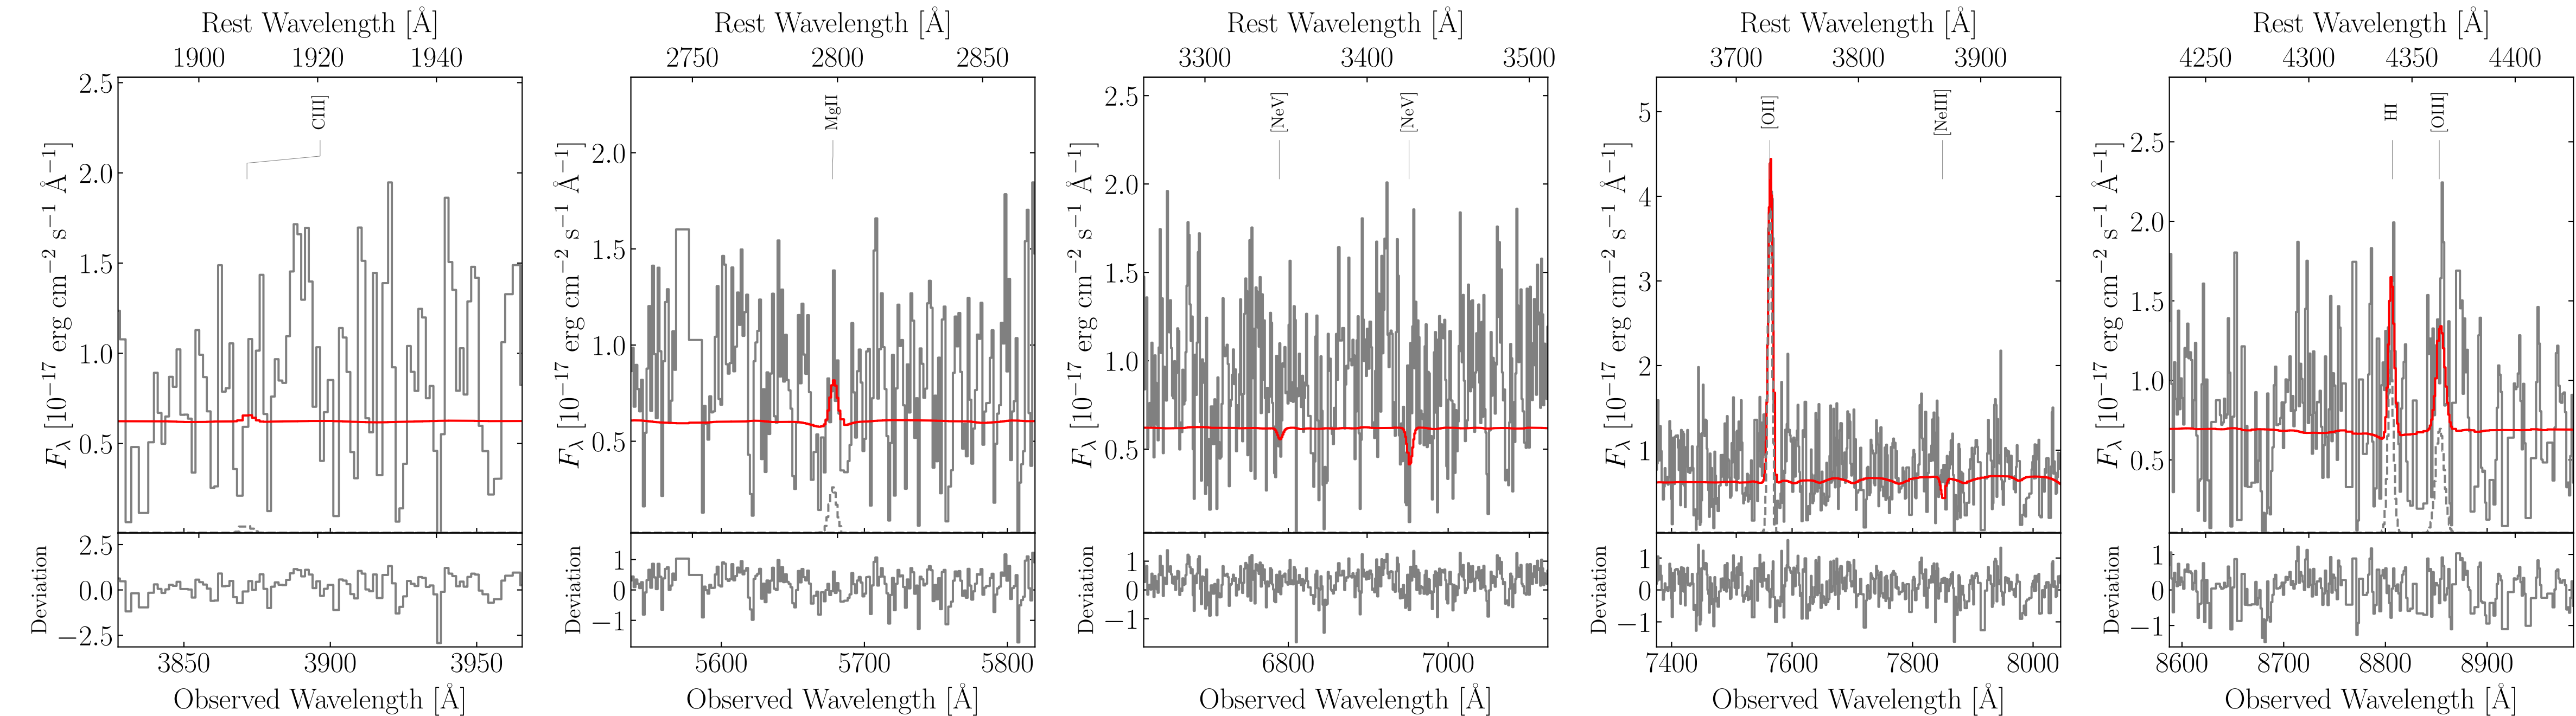 Rest Wavelength [Å]
1900 1920 1940
CIII]
2.5
2.0
1.5
1.0
0.5
F_λ [10^−17 erg cm^−2 s^−1 Å^−1]
2.5
0.0
−2.5
Deviation
3850 3900 3950
Observed Wavelength [Å]
Rest Wavelength [Å]
2750 2800 2850
MgII
2.0
1.5
1.0
0.5
F_λ [10^−17 erg cm^−2 s^−1 Å^−1]
1
0
−1
Deviation
5600 5700 5800
Observed Wavelength [Å]
Rest Wavelength [Å]
3300 3400 3500
[NeV] [NeV]
2.5
2.0
1.5
1.0
0.5
F_λ [10^−17 erg cm^−2 s^−1 Å^−1]
1
0
−1
Deviation
6800 7000
Observed Wavelength [Å]
Rest Wavelength [Å]
3700 3800 3900
[OII] [NeIII]
5
4
3
2
1
F_λ [10^−17 erg cm^−2 s^−1 Å^−1]
1
0
−1
Deviation
7400 7600 7800 8000
Observed Wavelength [Å]
Rest Wavelength [Å]
4250 4300 4350 4400
HI [OIII]
2.5
2.0
1.5
1.0
0.5
F_λ [10^−17 erg cm^−2 s^−1 Å^−1]
1
0
−1
Deviation
8600 8700 8800 8900
Observed Wavelength [Å]